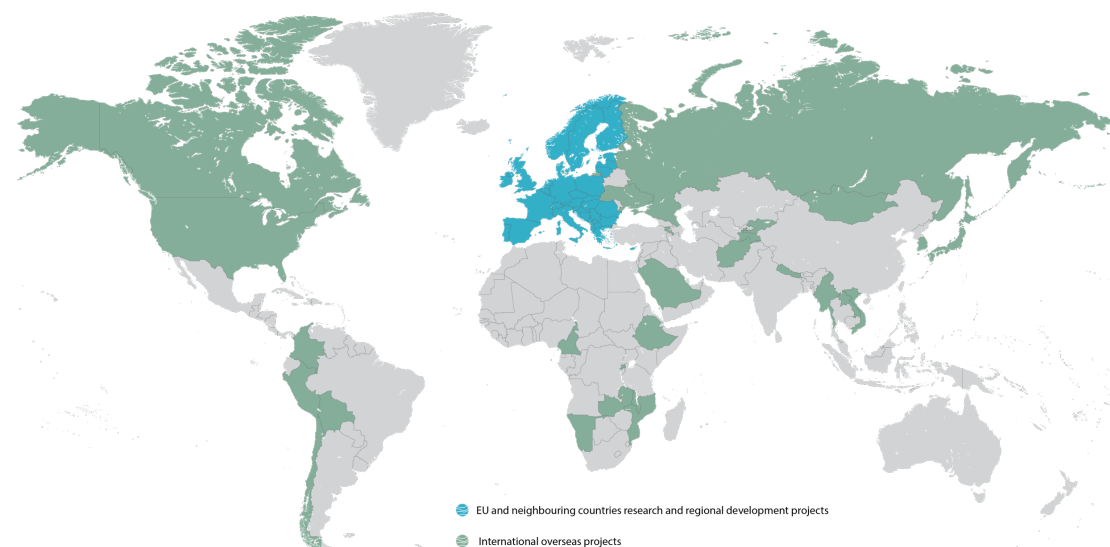 EU and neighbouring countries research and regional development projects
International overseas projects